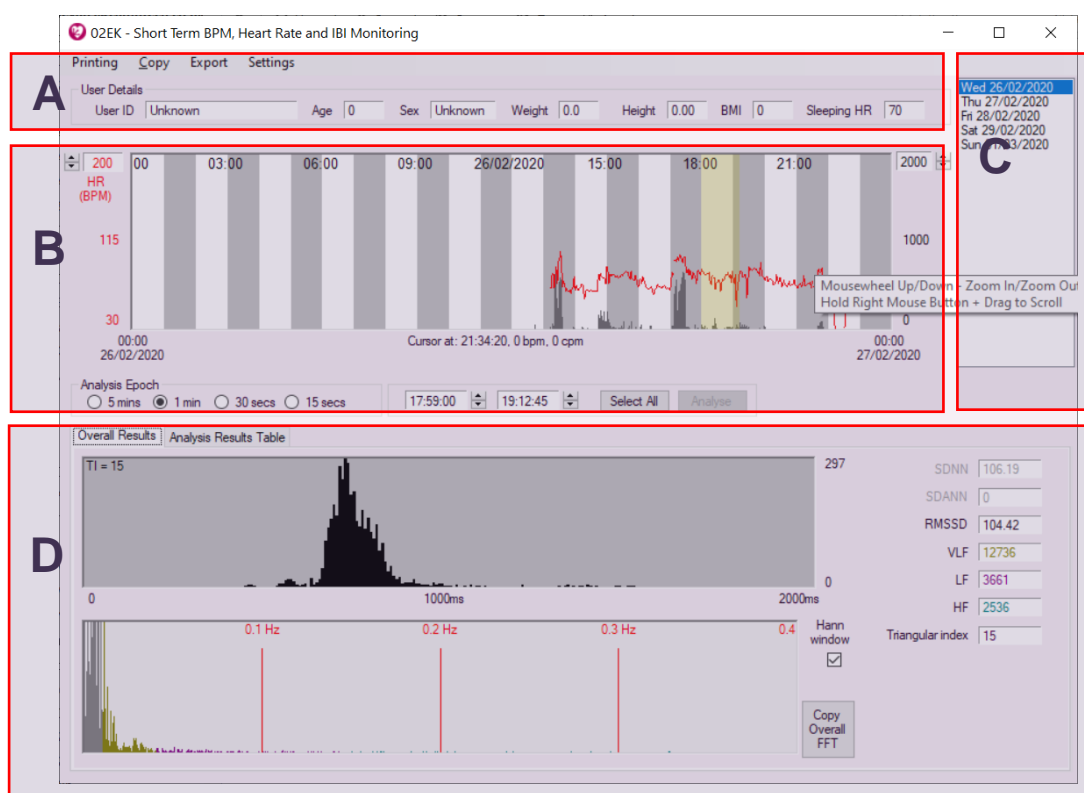 02EK - Short Term BPM, Heart Rate and IBI Monitoring
Printing Copy Export Settings
A
User Details
User ID Unknown Age 0 Sex Unknown Weight 0.0 Height 0.00 BMI 0 Sleeping HR 70
Wed 26/02/2020
Thu 27/02/2020
Fri 28/02/2020
Sat 29/02/2020
Sun /03/2020
C
B
200 00 03:00 06:00 09:00 26/02/2020 15:00 18:00 21:00 2000
HR
(BPM)
115 1000
Mousewheel Up/Down - Zoom In/Zoom Out
Hold Right Mouse Button + Drag to Scroll
30 0
00:00 Cursor at: 21:34:20, 0 bpm, 0 cpm 00:00
26/02/2020 27/02/2020
Analysis Epoch
5 mins 1 min 30 secs 15 secs 17:59:00 19:12:45 Select All Analyse
D
Overall Results Analysis Results Table
TI = 15 297
SDNN 106.19
SDANN 0
RMSSD 104.42
VLF 12736
LF 3661
HF 2536
Triangular index 15
0
0 1000ms 2000ms
0.1 Hz 0.2 Hz 0.3 Hz 0.4
Hann
window
Copy
Overall
FFT